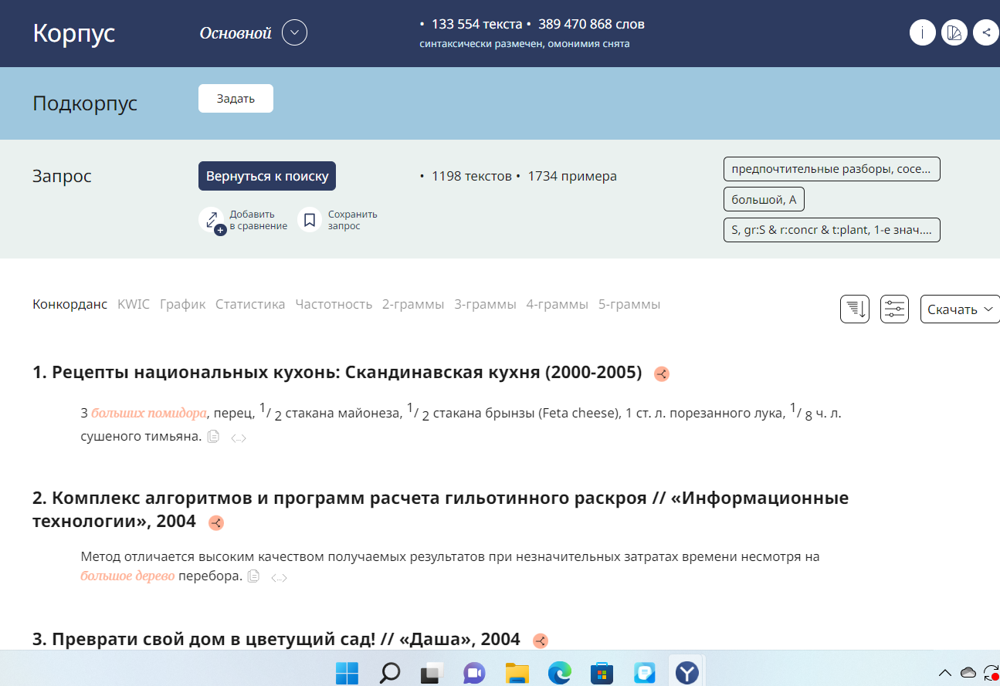 Корпус
Основной
• 133 554 текста • 389 470 868 слов
синтаксически размечен, омонимия снята
i
Подкорпус
Задать
Запрос
Вернуться к поиску
• 1198 текстов • 1734 примера
Добавить
в сравнение
Сохранить
запрос
предпочтительные разборы, сосе...
большой, A
S, gr:S & r:concr & t:plant, 1-е знач....
Конкорданс KWIC График Статистика Частотность 2-граммы 3-граммы 4-граммы 5-граммы
Скачать
1. Рецепты национальных кухонь: Скандинавская кухня (2000-2005)
3 больших помидора, перец, 1/ 2 стакана майонеза, 1/ 2 стакана брынзы (Feta cheese), 1 ст. л. порезанного лука, 1/ 8 ч. л.
сушеного тимьяна. <...>
2. Комплекс алгоритмов и программ расчета гильотинного раскроя // «Информационные
технологии», 2004
Метод отличается высоким качеством получаемых результатов при незначительных затратах времени несмотря на
большое дерево перебора. <...>
3. Преврати свой дом в цветущий сад! // «Даша», 2004